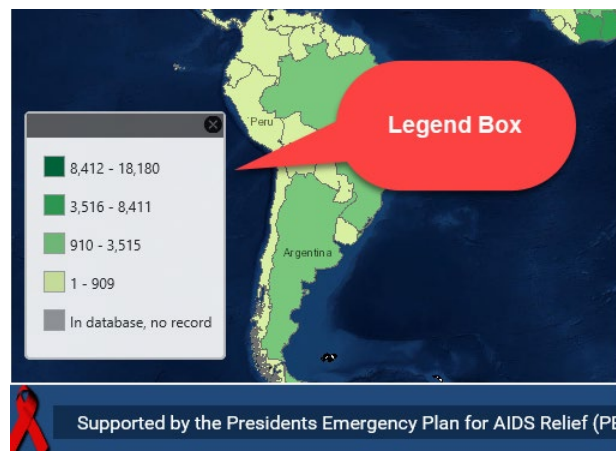 Peru
Legend Box
8,412 - 18,180
3,516 - 8,411
910 - 3,515
Argentina
1 - 909
In database, no record
Supported by the Presidents Emergency Plan for AIDS Relief (PE